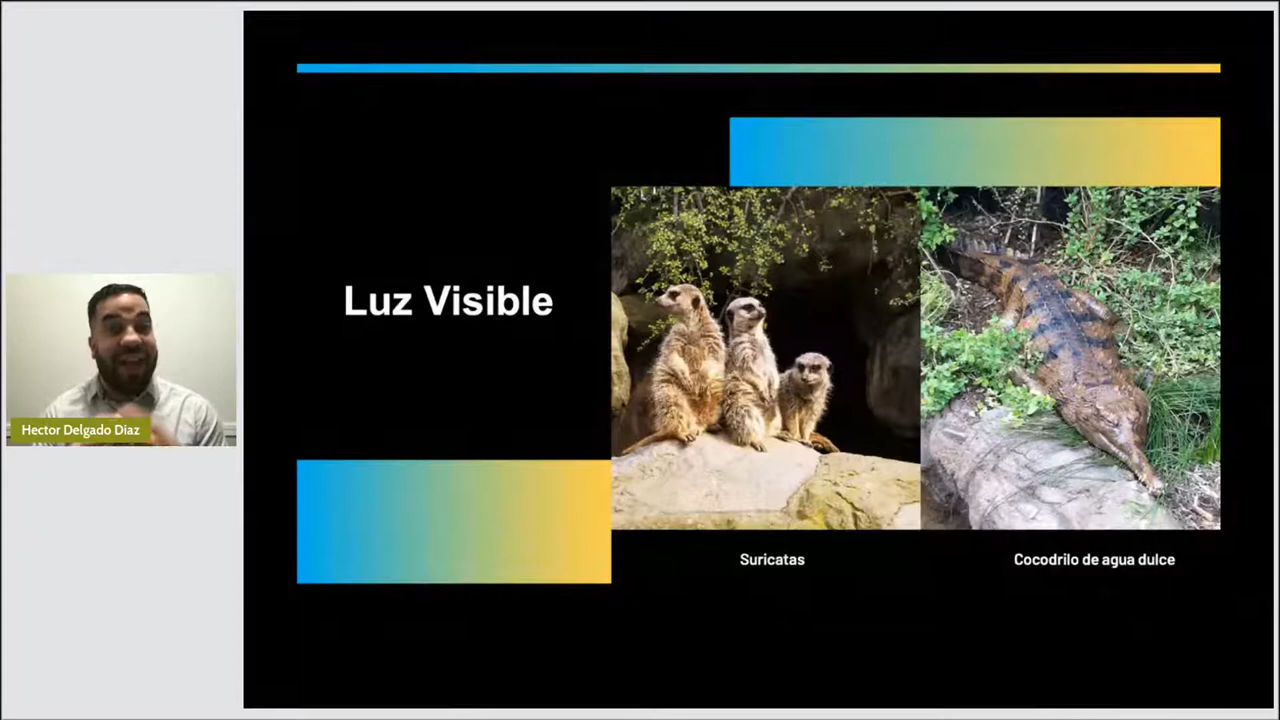 Luz Visible
Hector Delgado Diaz
Suricatas
Cocodrilo de agua dulce